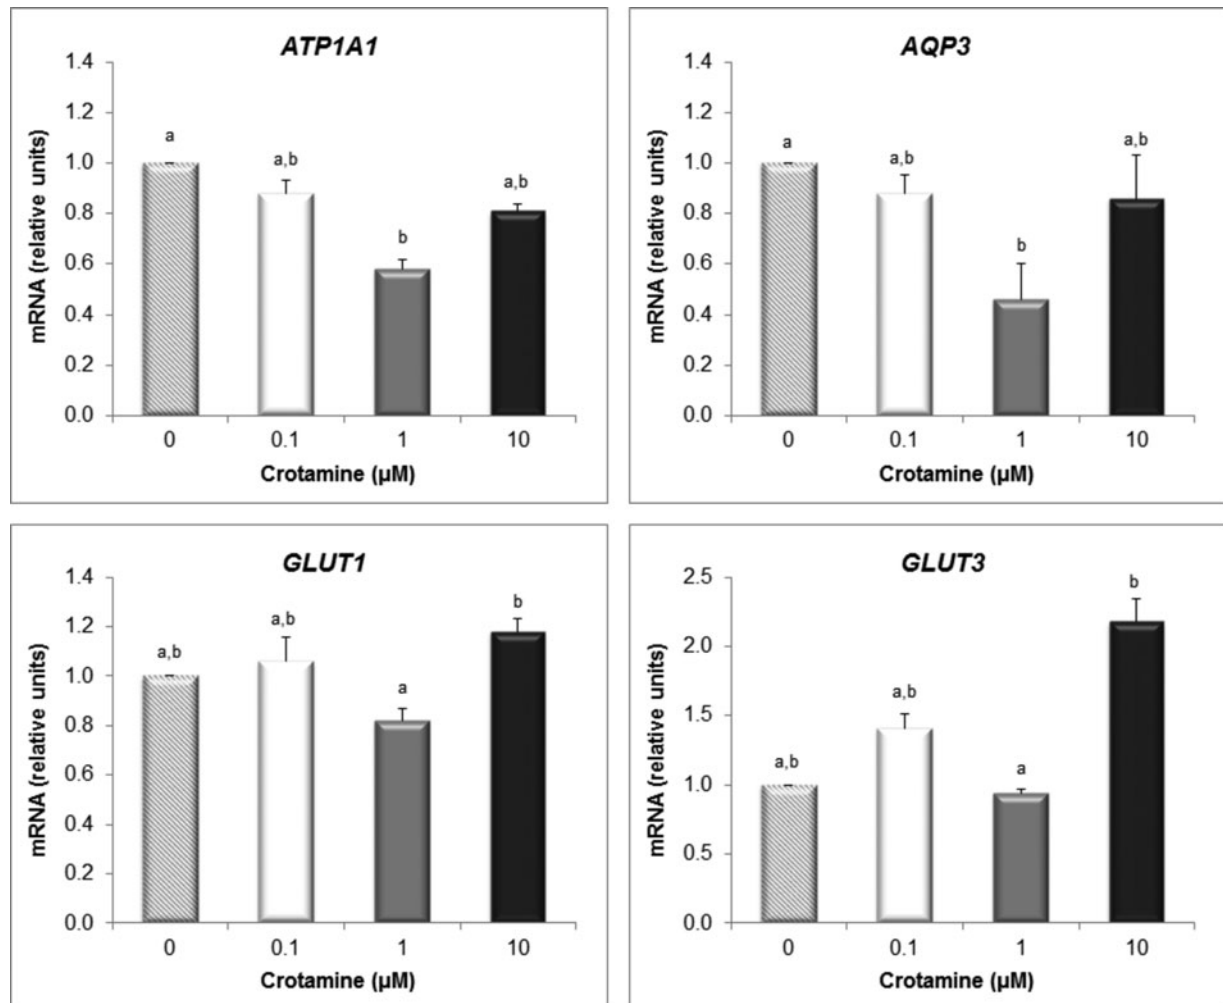 ATP1A1
mRNA (relative units)
1.4
1.2
1.0
0.8
0.6
0.4
0.2
0.0
a
a,b
b
a,b
0 0.1 1 10
Crotamine (µM)
AQP3
mRNA (relative units)
1.4
1.2
1.0
0.8
0.6
0.4
0.2
0.0
a
a,b
b
a,b
0 0.1 1 10
Crotamine (µM)
GLUT1
mRNA (relative units)
1.4
1.2
1.0
0.8
0.6
0.4
0.2
0.0
a,b
a,b
a
b
0 0.1 1 10
Crotamine (µM)
GLUT3
mRNA (relative units)
2.5
2.0
1.5
1.0
0.5
0.0
a,b
a,b
a
b
0 0.1 1 10
Crotamine (µM)